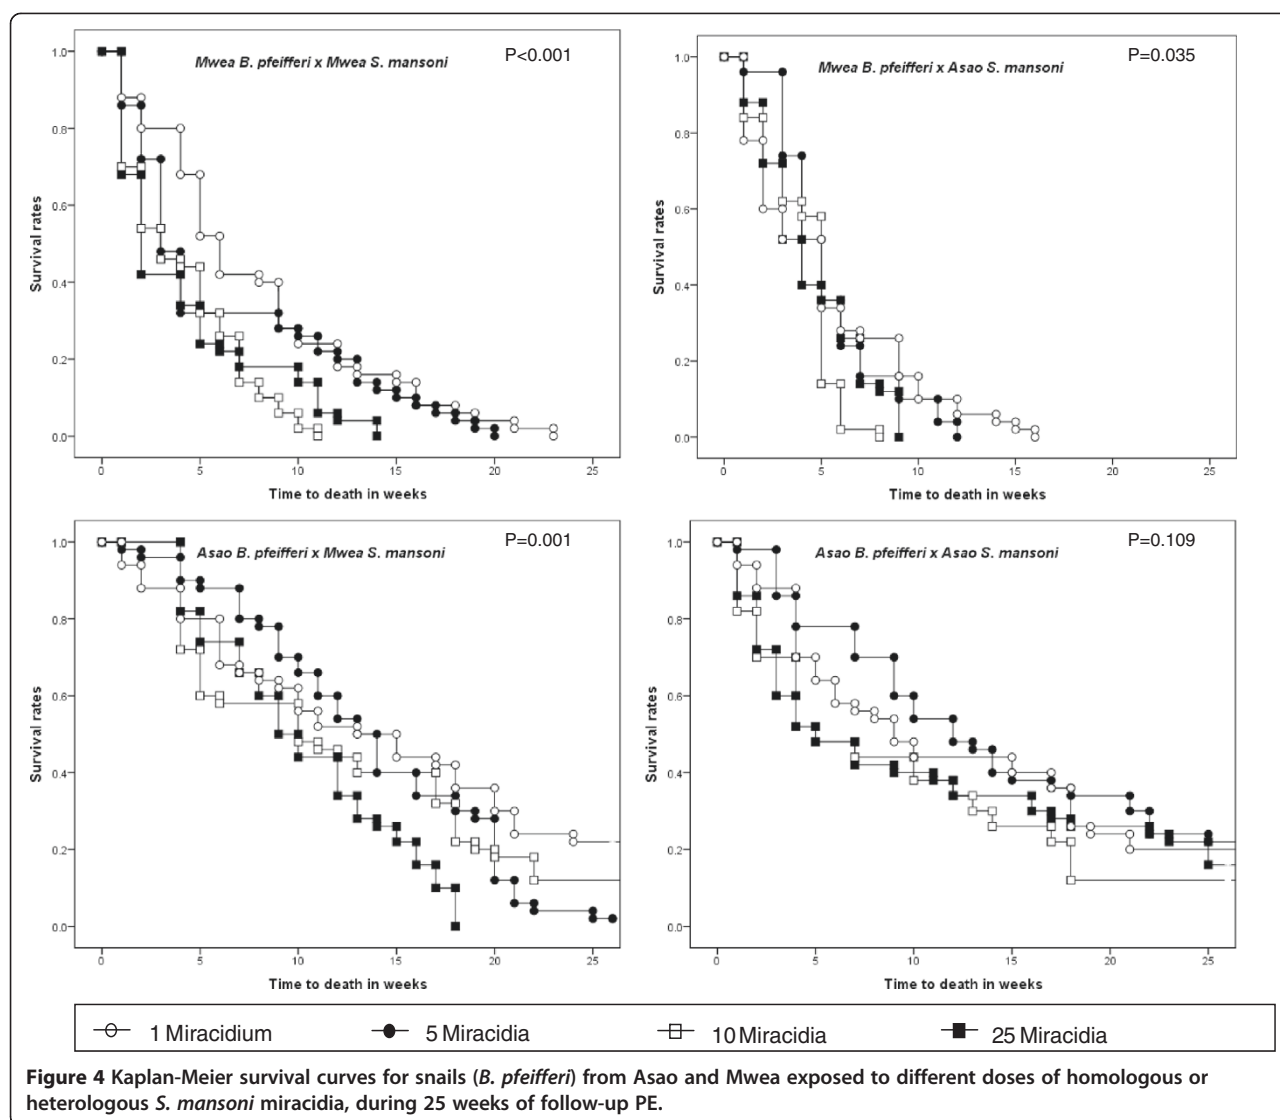 Mwea B. pfeifferi x Mwea S. mansoni
P<0.001
1.0
0.8
0.6
0.4
0.2
0.0
Survival rates
0 5 10 15 20 25
Time to death in weeks
Mwea B. pfeifferi x Asao S. mansoni
P=0.035
1.0
0.8
0.6
0.4
0.2
0.0
Survival rates
0 5 10 15 20 25
Time to death in weeks
Asao B. pfeifferi x Mwea S. mansoni
P=0.001
1.0
0.8
0.6
0.4
0.2
0.0
Survival rates
0 5 10 15 20 25
Time to death in weeks
Asao B. pfeifferi x Asao S. mansoni
P=0.109
1.0
0.8
0.6
0.4
0.2
0.0
Survival rates
0 5 10 15 20 25
Time to death in weeks
1 Miracidium 5 Miracidia 10 Miracidia 25 Miracidia
Figure 4 Kaplan-Meier survival curves for snails (B. pfeifferi) from Asao and Mwea exposed to different doses of homologous or
heterologous S. mansoni miracidia, during 25 weeks of follow-up PE.